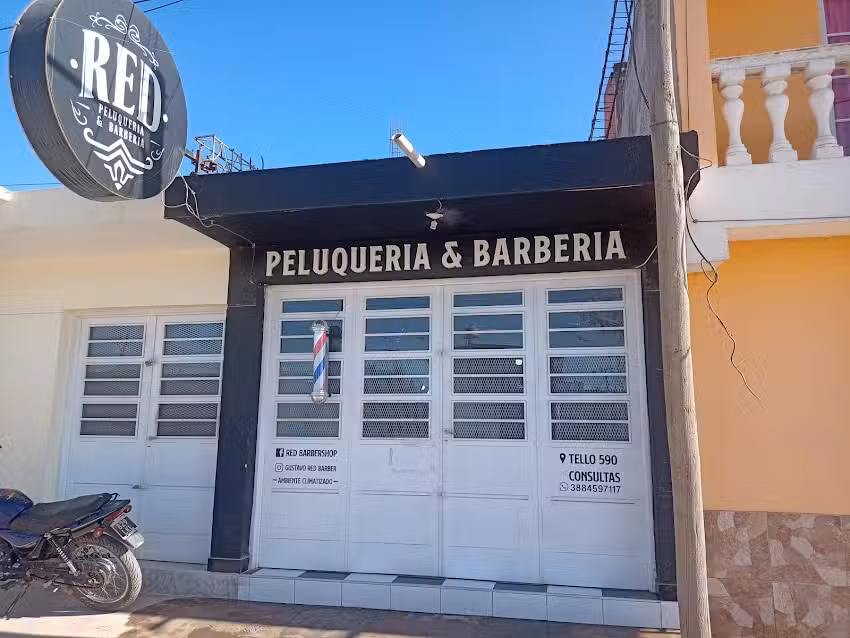 RED
PELUQUERIA
& BARBERIA
PELUQUERIA & BARBERIA
RED BARBERSHOP
GUSTAVO RED BARBER
— AMBIENTE CLIMATIZADO —
TELLO 590
CONSULTAS
3884597117